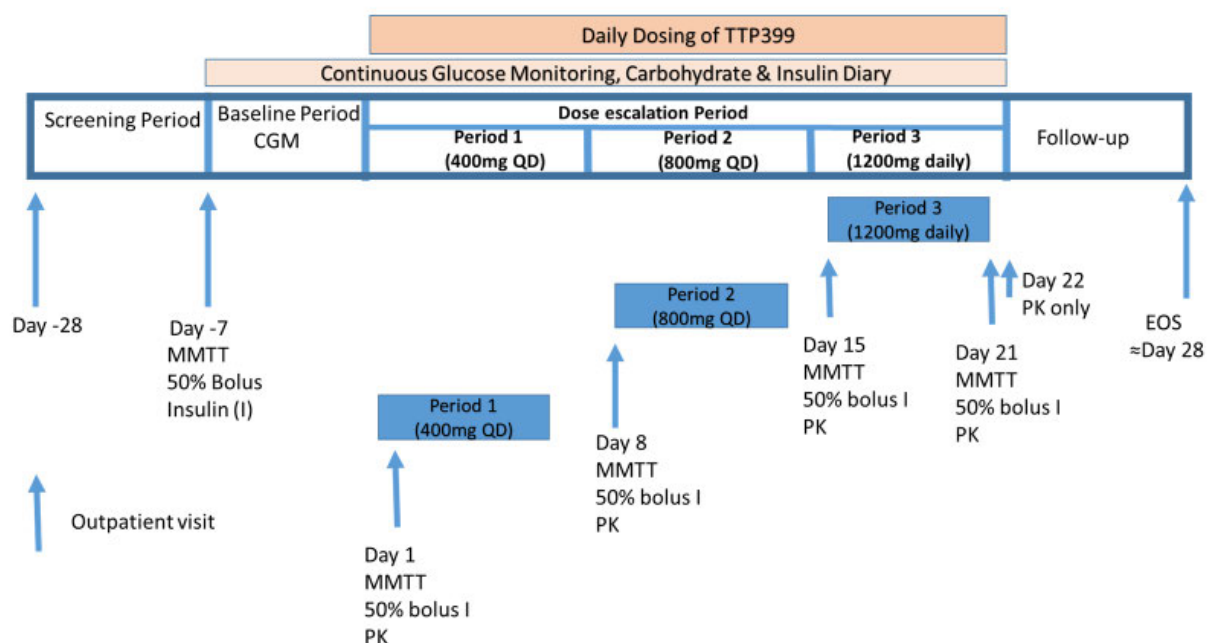 Daily Dosing of TTP399
Continuous Glucose Monitoring, Carbohydrate & Insulin Diary
Screening Period
Baseline Period
CGM
Dose escalation Period
Period 1
(400mg QD)
Period 2
(800mg QD)
Period 3
(1200mg daily)
Follow-up
Period 3
(1200mg daily)
Period 2
(800mg QD)
Period 1
(400mg QD)
Day -28
Day -7
MMTT
50% Bolus
Insulin (I)
Day 1
MMTT
50% bolus I
PK
Day 8
MMTT
50% bolus I
PK
Day 15
MMTT
50% bolus I
PK
Day 21
MMTT
50% bolus I
PK
Day 22
PK only
EOS
≈Day 28
Outpatient visit